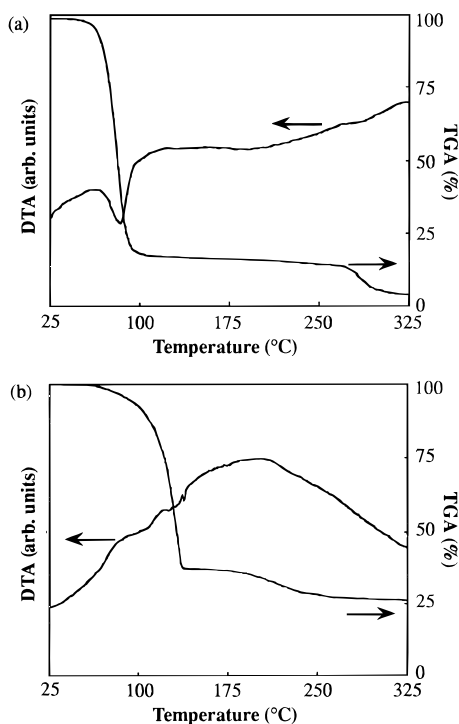 (a)
100
75
50
25
0
DTA (arb. units)
TGA (%)
25 100 175 250 325
Temperature (°C)
(b)
100
75
50
25
0
DTA (arb. units)
TGA (%)
25 100 175 250 325
Temperature (°C)